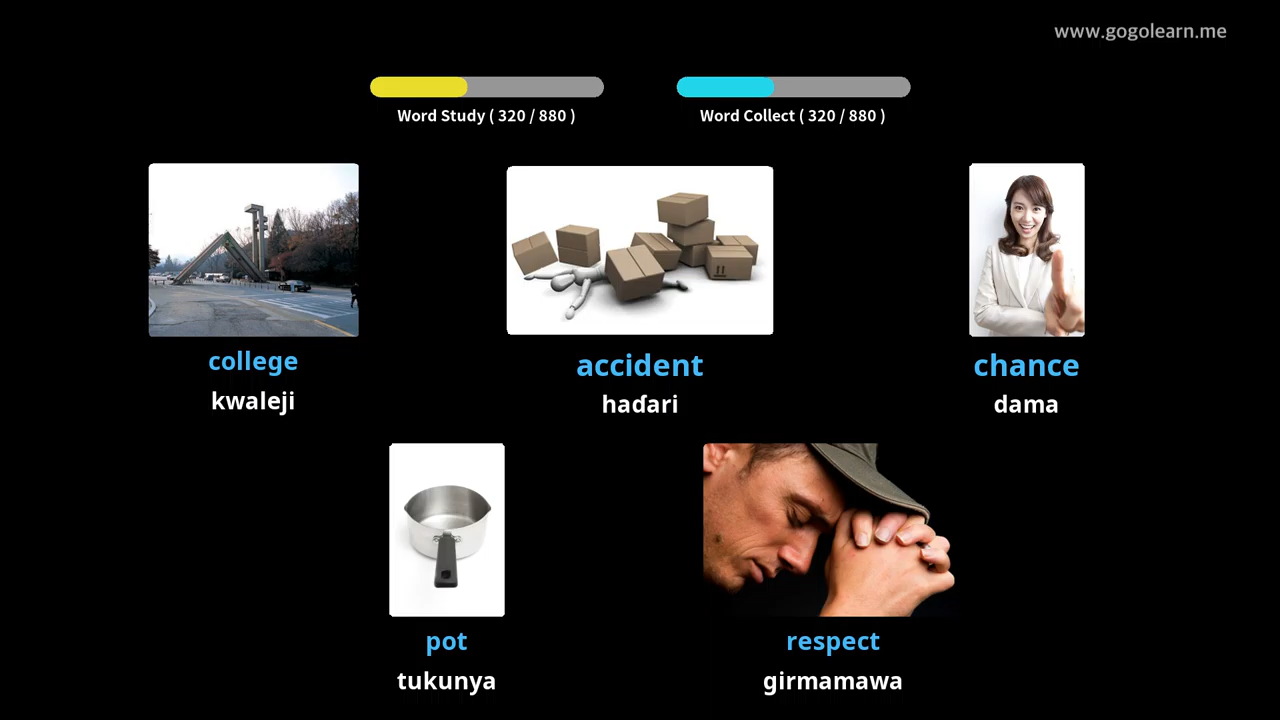 www.gogolearn.me
Word Study ( 320 / 880 )
Word Collect ( 320 / 880 )
college
kwaleji
accident
haɗari
chance
dama
pot
tukunya
respect
girmamawa